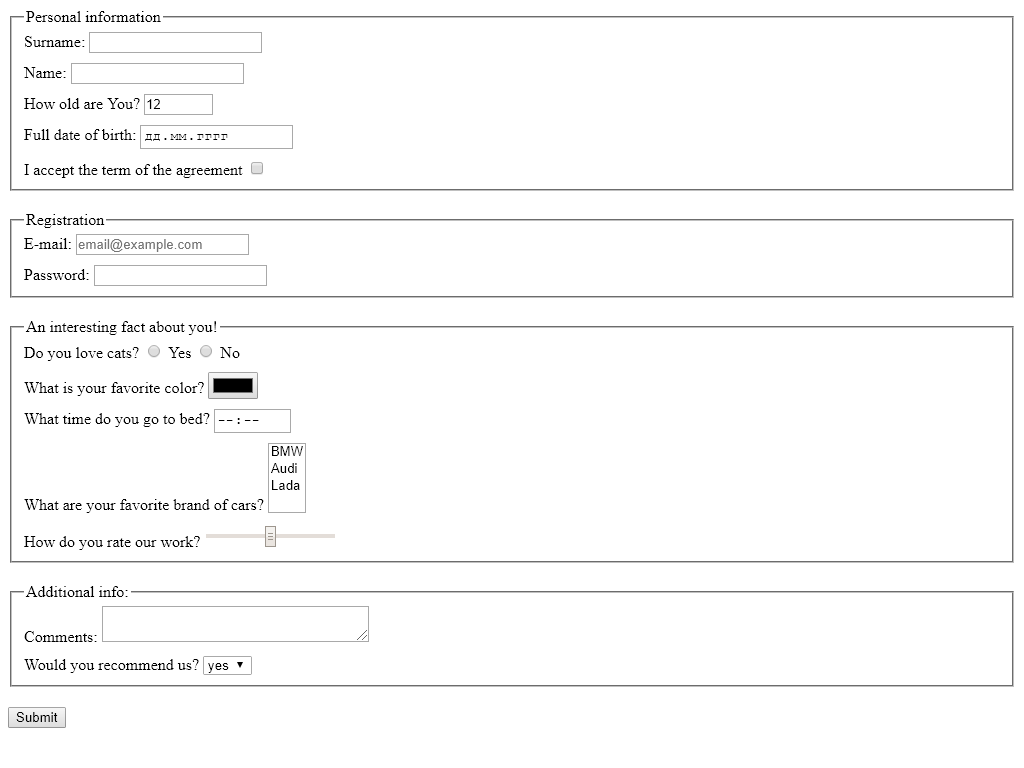 Personal information
Surname:
Name:
How old are You? 12
Full date of birth: дд.мм.гггг
I accept the term of the agreement
Registration
E-mail: email@example.com
Password:
An interesting fact about you!
Do you love cats? Yes No
What is your favorite color?
What time do you go to bed? --:--
BMW
Audi
Lada
What are your favorite brand of cars?
How do you rate our work?
Additional info:
Comments:
Would you recommend us? yes
Submit